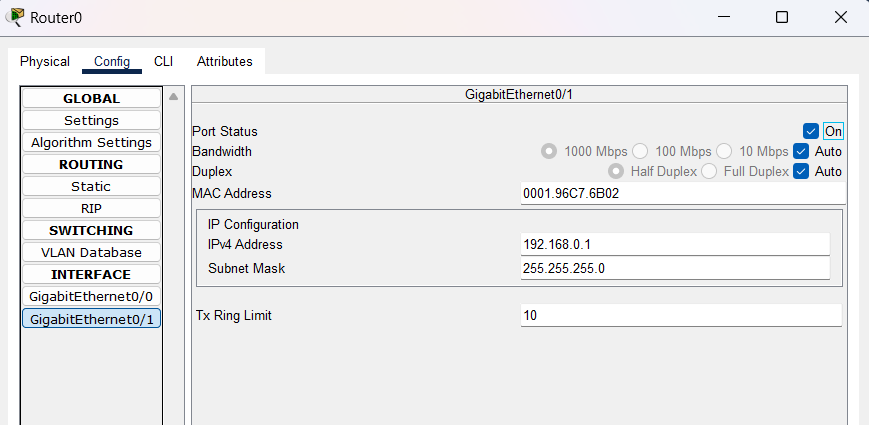 Router0
Physical Config CLI Attributes
GLOBAL
Settings
Algorithm Settings
ROUTING
Static
RIP
SWITCHING
VLAN Database
INTERFACE
GigabitEthernet0/0
GigabitEthernet0/1
GigabitEthernet0/1
Port Status On
Bandwidth 1000 Mbps 100 Mbps 10 Mbps Auto
Duplex Half Duplex Full Duplex Auto
MAC Address 0001.96C7.6B02
IP Configuration
IPv4 Address 192.168.0.1
Subnet Mask 255.255.255.0
Tx Ring Limit 10